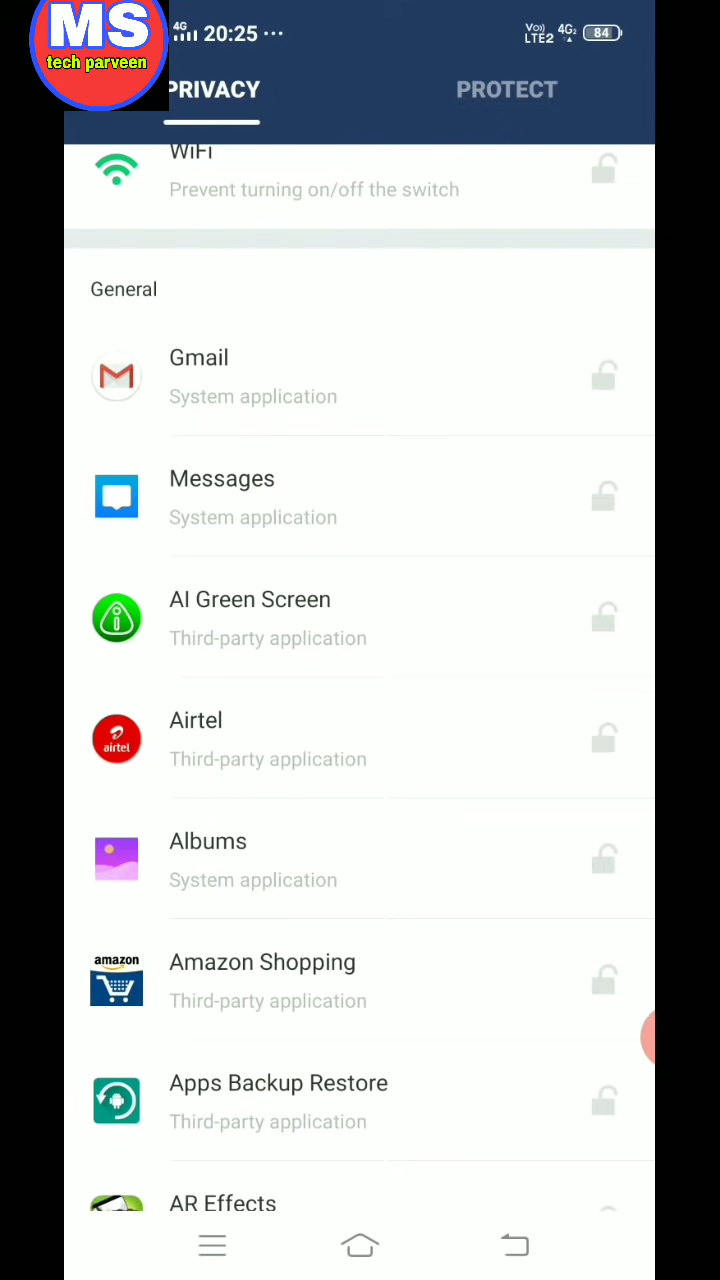 MS
tech parveen
4G 20:25 ···
Vo)) LTE2 4G2 84
PRIVACY
PROTECT
WiFi
Prevent turning on/off the switch
General
Gmail
System application
Messages
System application
AI Green Screen
Third-party application
airtel
Airtel
Third-party application
Albums
System application
amazon
Amazon Shopping
Third-party application
Apps Backup Restore
Third-party application
AR Effects